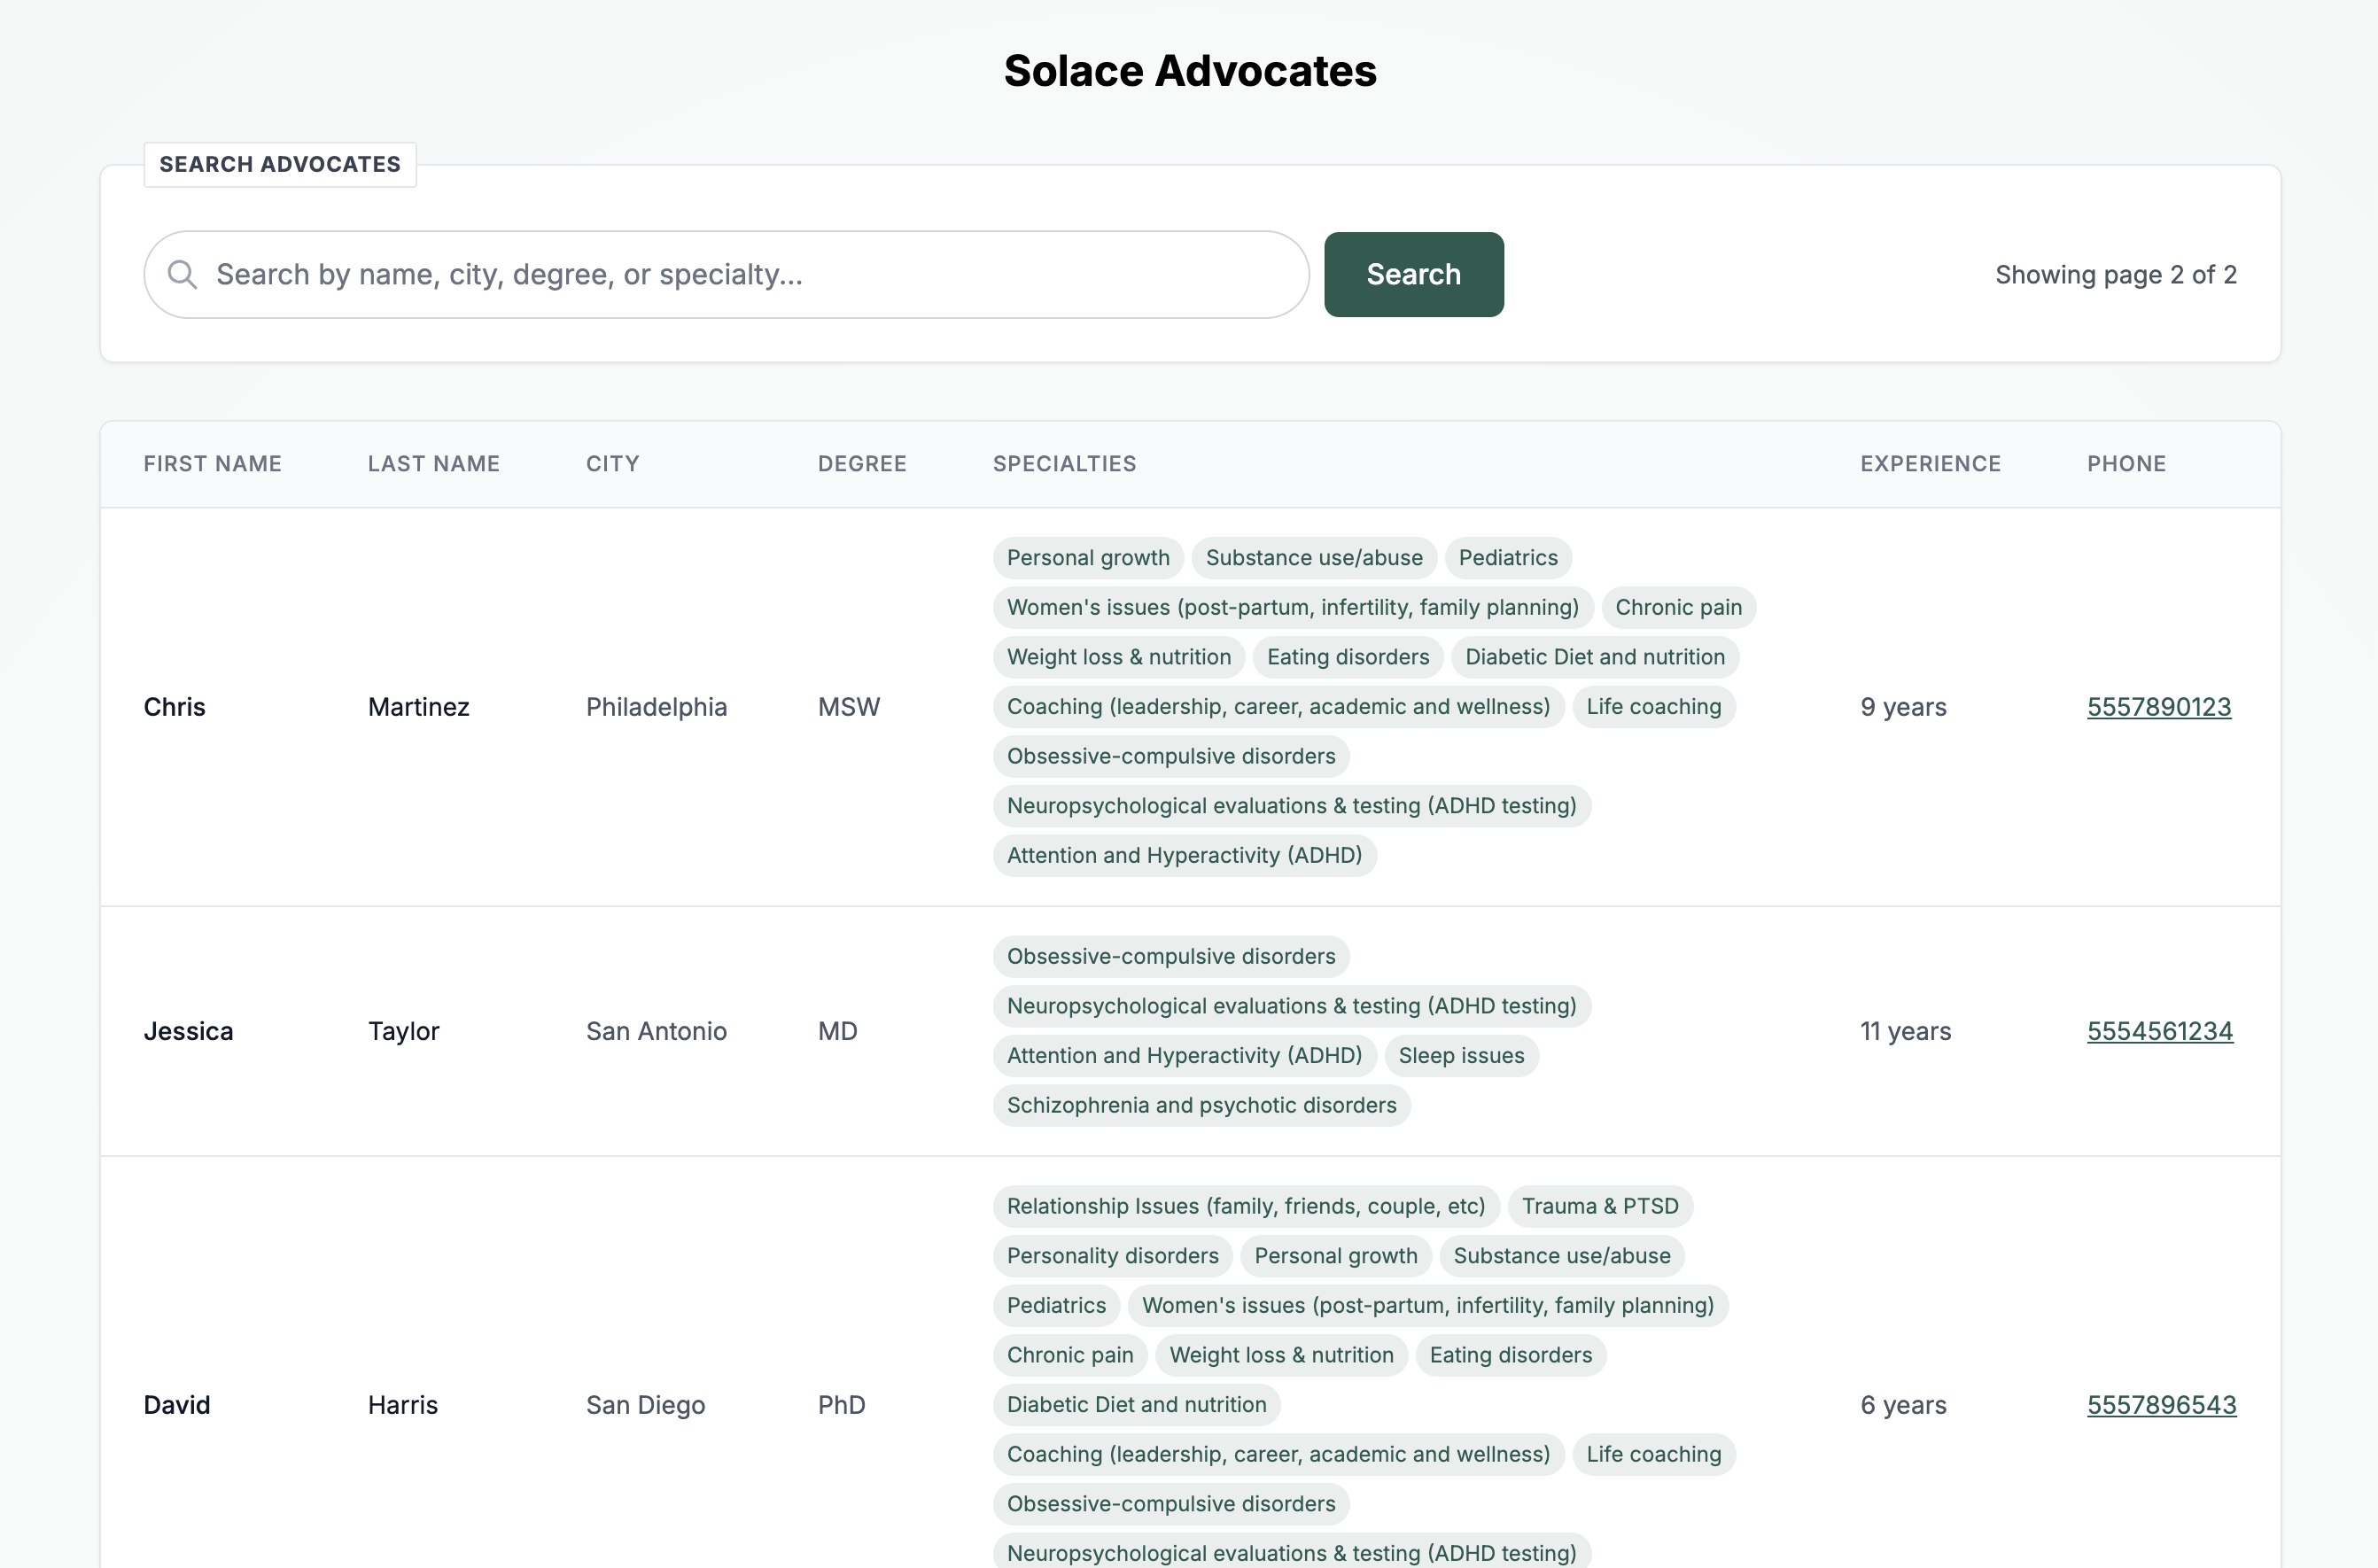 Solace Advocates
SEARCH ADVOCATES
Search by name, city, degree, or specialty...
Search
Showing page 2 of 2
FIRST NAME LAST NAME CITY DEGREE SPECIALTIES EXPERIENCE PHONE
Personal growth Substance use/abuse Pediatrics
Women's issues (post-partum, infertility, family planning) Chronic pain
Weight loss & nutrition Eating disorders Diabetic Diet and nutrition
Chris Martinez Philadelphia MSW Coaching (leadership, career, academic and wellness) Life coaching 9 years 5557890123
Obsessive-compulsive disorders
Neuropsychological evaluations & testing (ADHD testing)
Attention and Hyperactivity (ADHD)
Obsessive-compulsive disorders
Neuropsychological evaluations & testing (ADHD testing)
Jessica Taylor San Antonio MD 11 years 5554561234
Attention and Hyperactivity (ADHD) Sleep issues
Schizophrenia and psychotic disorders
Relationship Issues (family, friends, couple, etc) Trauma & PTSD
Personality disorders Personal growth Substance use/abuse
Pediatrics Women's issues (post-partum, infertility, family planning)
Chronic pain Weight loss & nutrition Eating disorders
David Harris San Diego PhD Diabetic Diet and nutrition 6 years 5557896543
Coaching (leadership, career, academic and wellness) Life coaching
Obsessive-compulsive disorders
Neuropsychological evaluations & testing (ADHD testing)